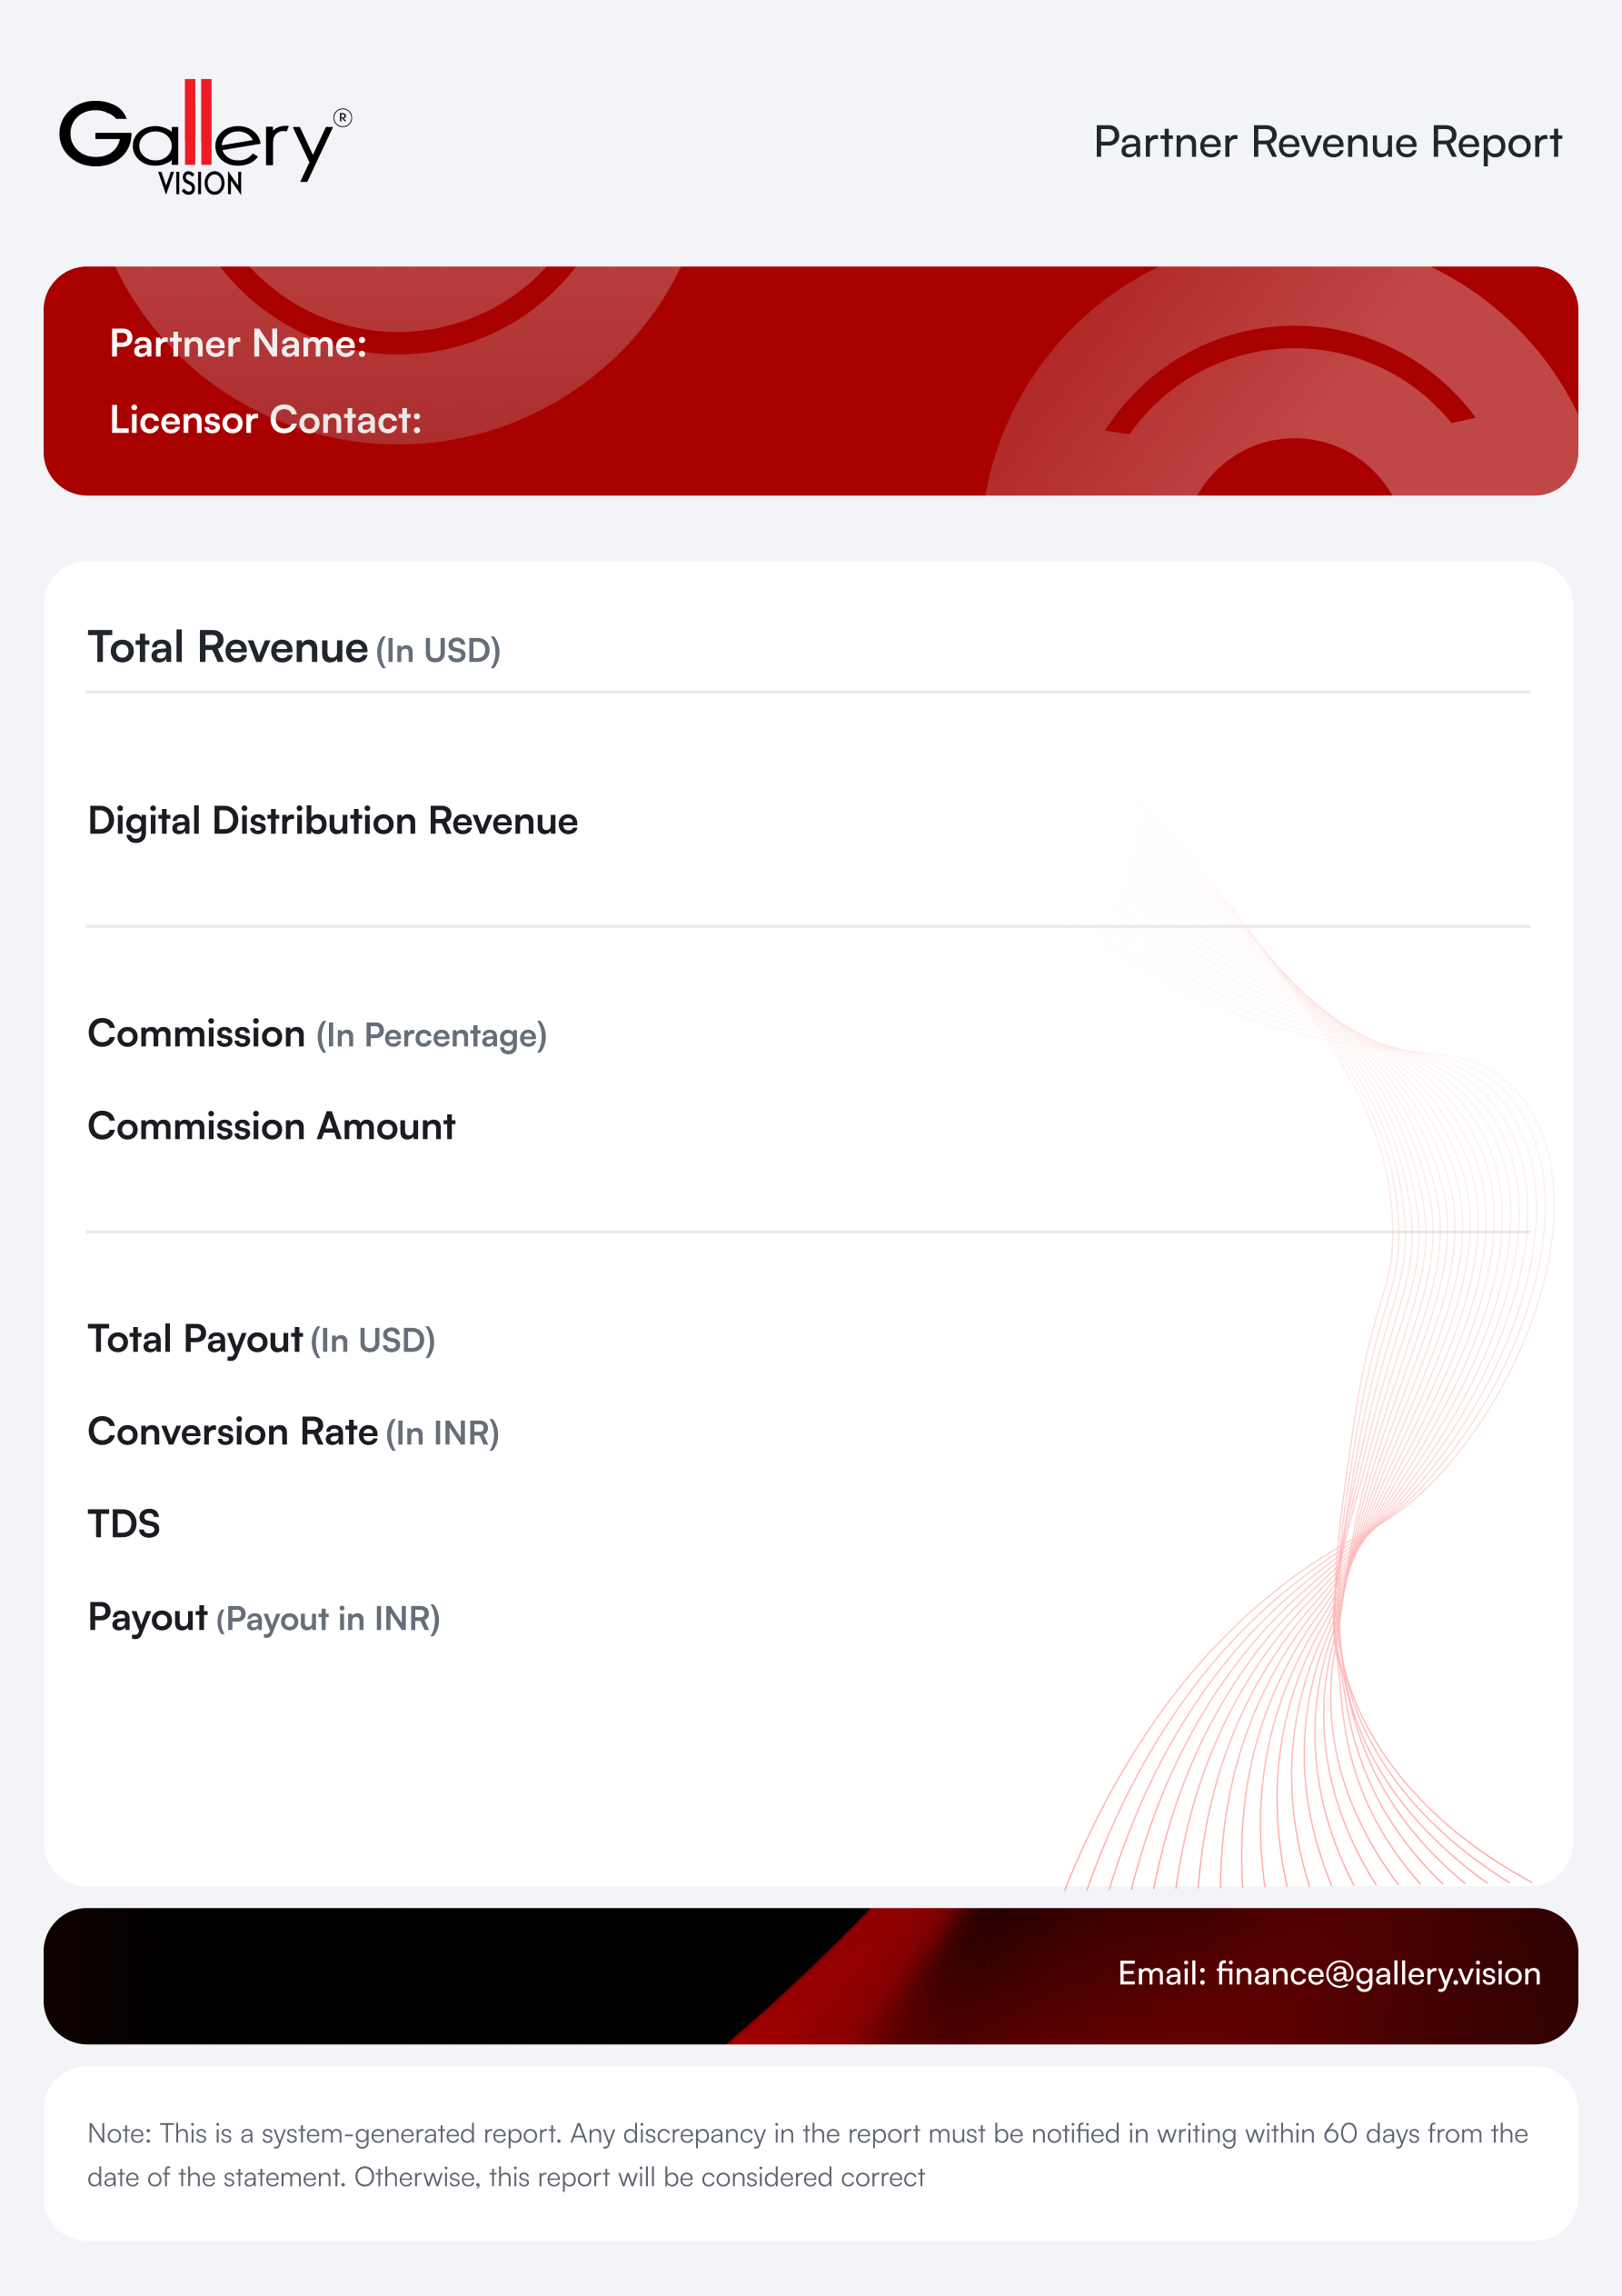 Gallery®
VISION
Partner Revenue Report
Partner Name:
Licensor Contact:
Total Revenue (In USD)
Digital Distribution Revenue
Commission (In Percentage)
Commission Amount
Total Payout (In USD)
Conversion Rate (In INR)
TDS
Payout (Payout in INR)
Email: finance@gallery.vision
Note: This is a system-generated report. Any discrepancy in the report must be notified in writing within 60 days from the
date of the statement. Otherwise, this report will be considered correct